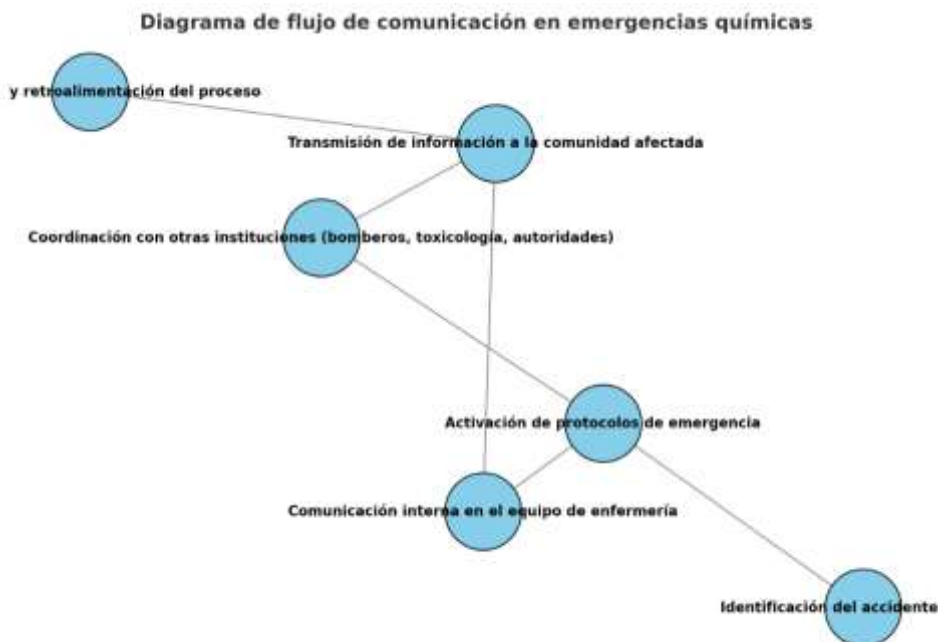 Diagrama de flujo de comunicación en emergencias químicas
y retroalimentación del proceso
Transmisión de información a la comunidad afectada
Coordinación con otras instituciones (bomberos, toxicología, autoridades)
Activación de protocolos de emergencia
Comunicación interna en el equipo de enfermería
Identificación del accidente